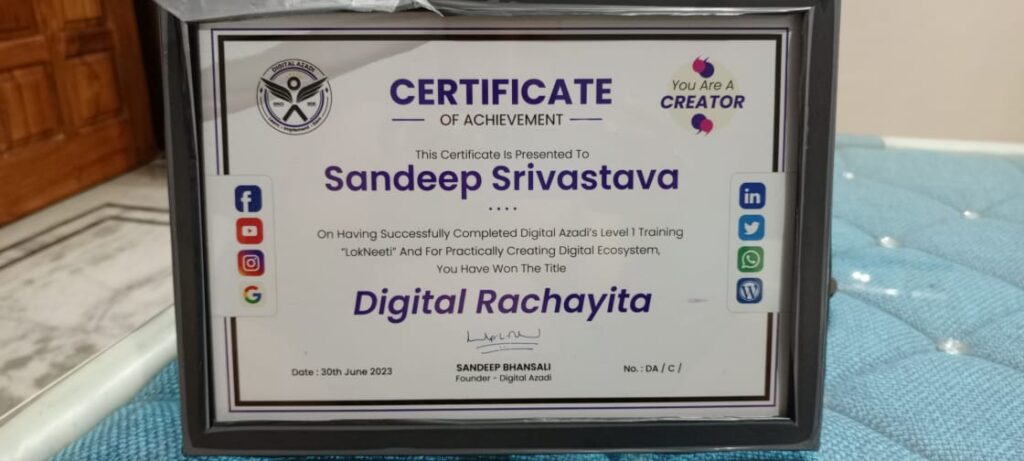 DIGITAL AZADI
You Are A
CREATOR
CERTIFICATE
OF ACHIEVEMENT
This Certificate Is Presented To
Sandeep Srivastava
On Having Successfully Completed Digital Azadi's Level 1 Training
"LokNeeti" And For Practically Creating Digital Ecosystem,
You Have Won The Title
Digital Rachayita
Date : 30th June 2023
SANDEEP BHANSALI
Founder - Digital Azadi
No. : DA / C /